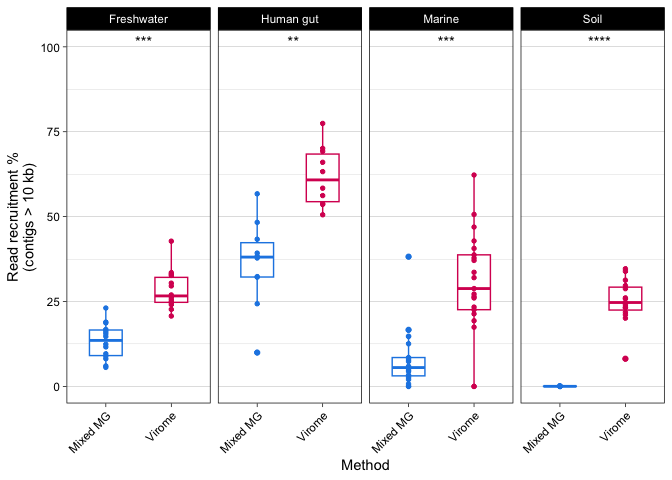 Freshwater Human gut Marine Soil
*** ** *** ****
100
75
50
25
0
Read recruitment %
(contigs > 10 kb)
Mixed MG Virome Mixed MG Virome Mixed MG Virome Mixed MG Virome
Method